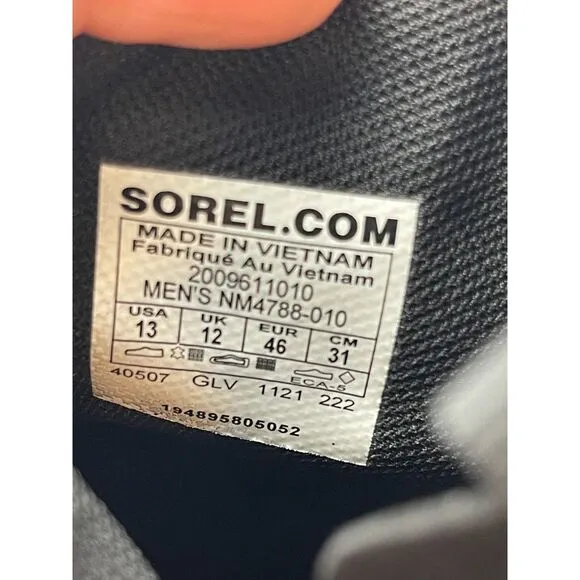 SOREL.COM
MADE IN VIETNAM
Fabriqué Au Vietnam
2009611010
MEN'S NM4788-010
USA UK EUR CM
13 12 46 31
ECA-5
40507 GLV 1121 222
194895805052